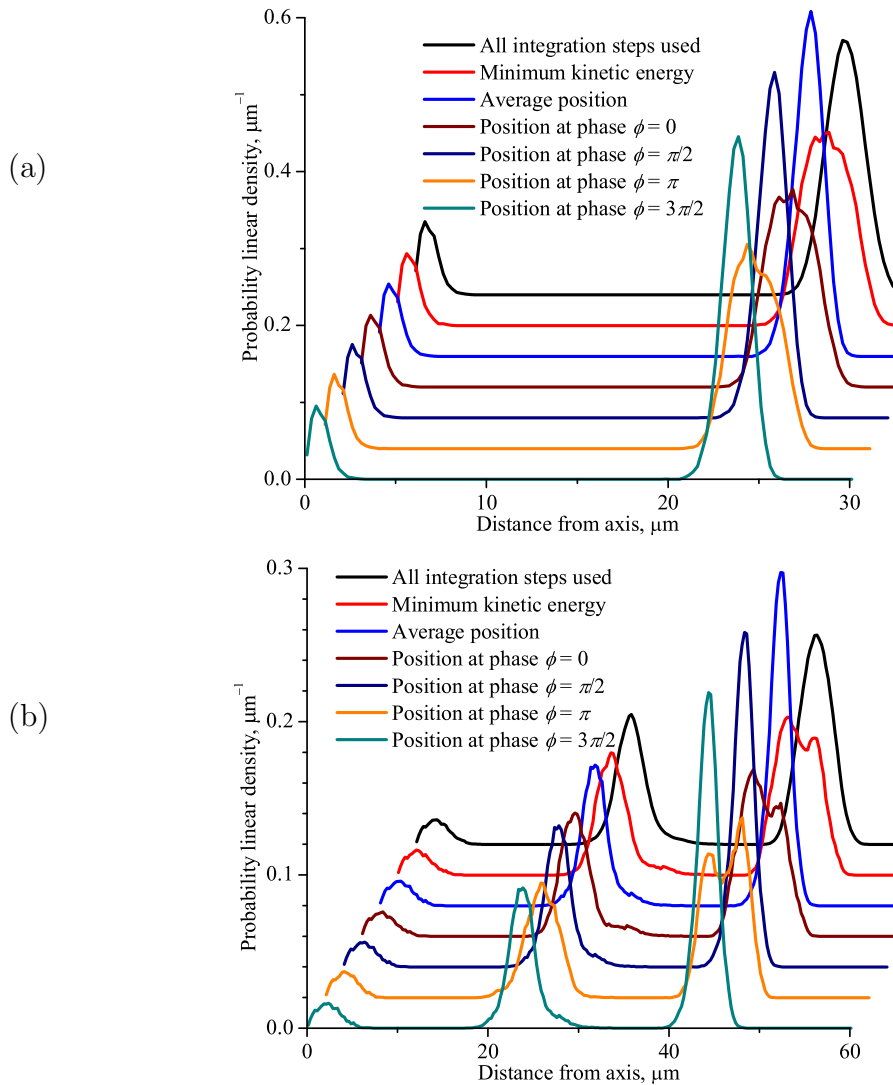 (a)
Probability linear density, μm⁻¹
0.6
0.4
0.2
0.0
All integration steps used
Minimum kinetic energy
Average position
Position at phase ϕ = 0
Position at phase ϕ = π/2
Position at phase ϕ = π
Position at phase ϕ = 3π/2
0 10 20 30
Distance from axis, μm
(b)
Probability linear density, μm⁻¹
0.3
0.2
0.1
0.0
All integration steps used
Minimum kinetic energy
Average position
Position at phase ϕ = 0
Position at phase ϕ = π/2
Position at phase ϕ = π
Position at phase ϕ = 3π/2
0 20 40 60
Distance from axis, μm